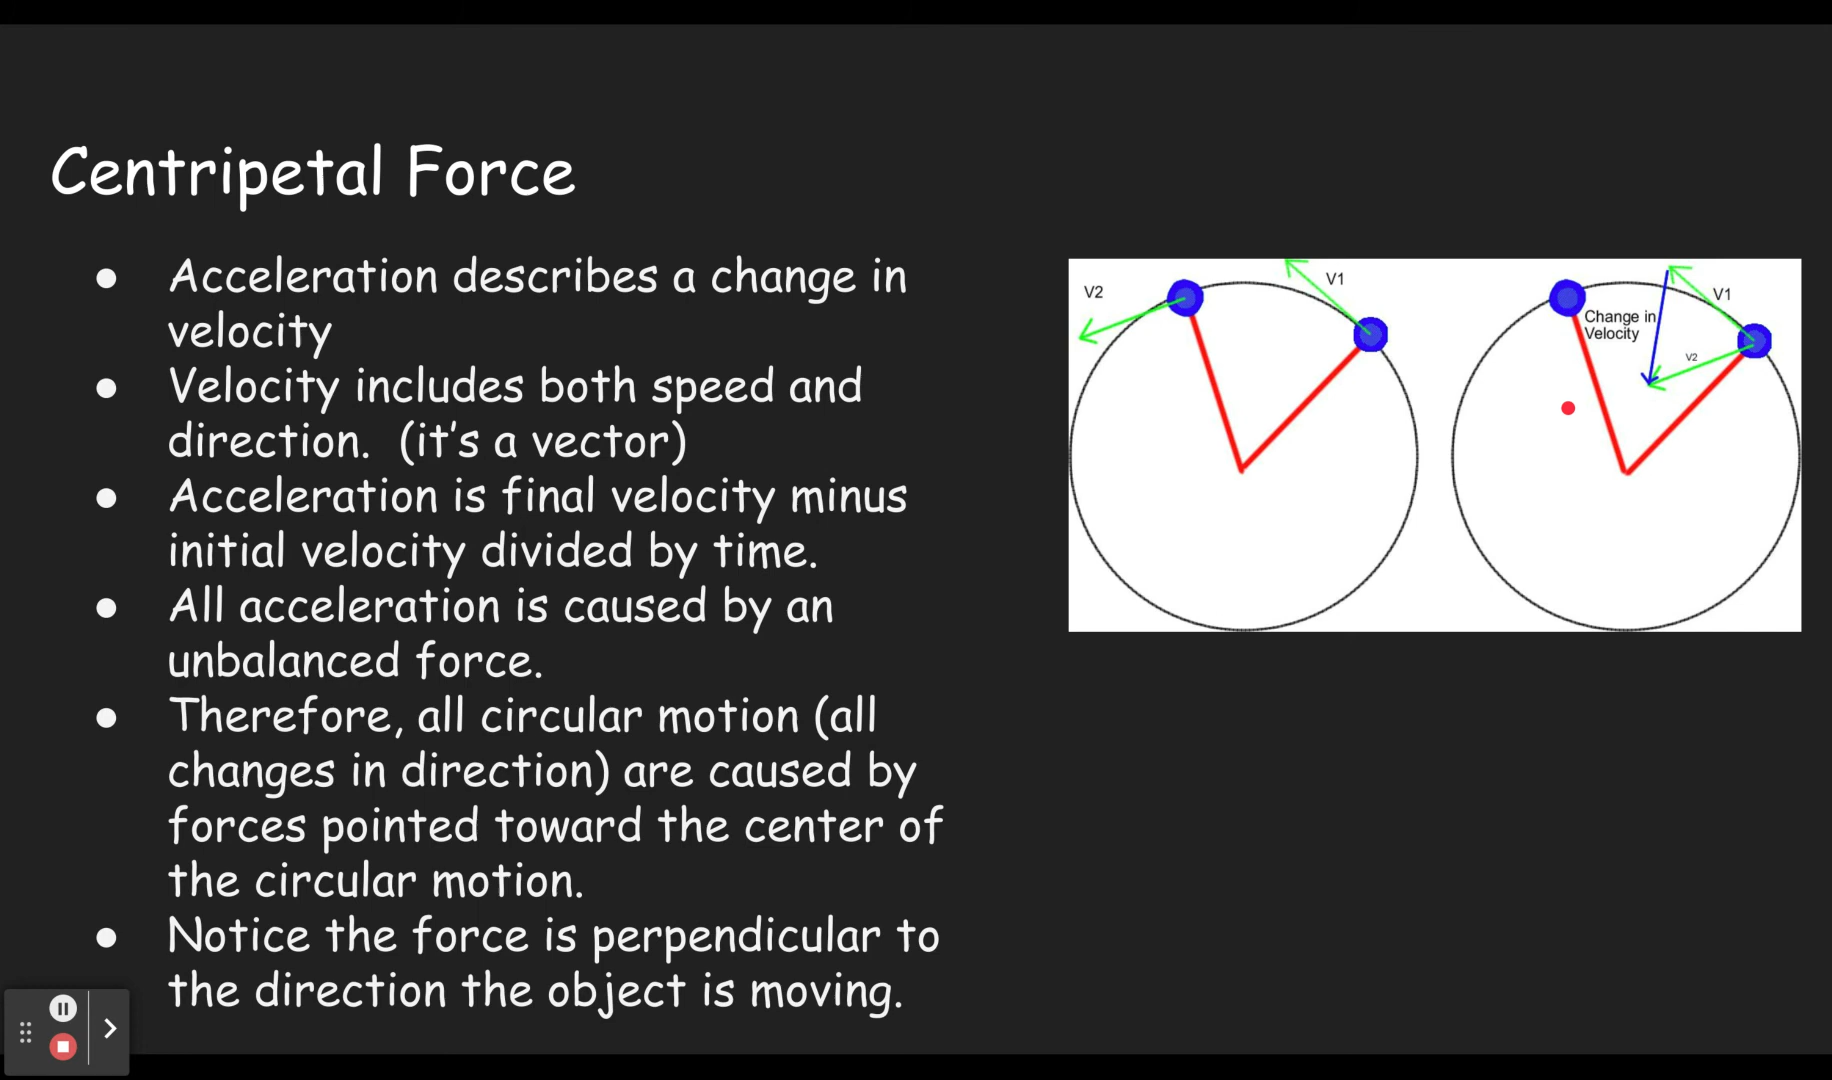 Centripetal Force
● Acceleration describes a change in
velocity
● Velocity includes both speed and
direction.  (it's a vector)
● Acceleration is final velocity minus
initial velocity divided by time.
● All acceleration is caused by an
unbalanced force.
● Therefore, all circular motion (all
changes in direction) are caused by
forces pointed toward the center of
the circular motion.
● Notice the force is perpendicular to
the direction the object is moving.
V2
V1
V1
Change in
Velocity
V2